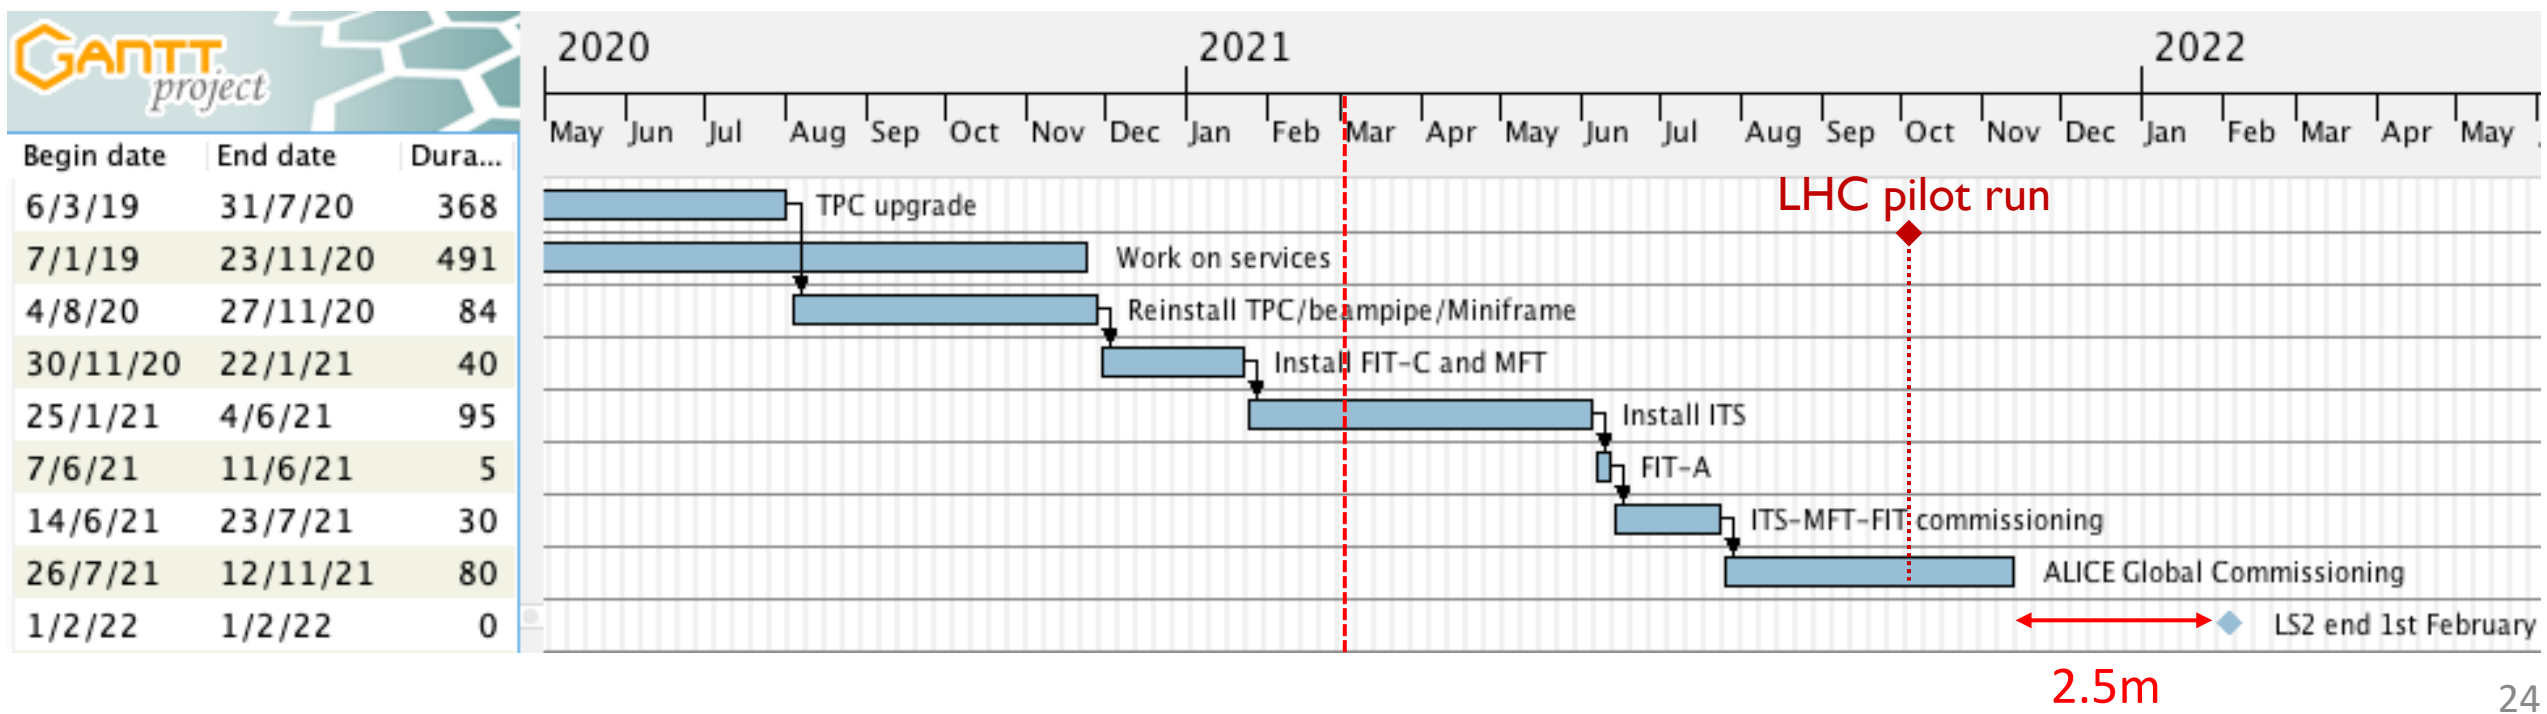 GANTT project
2020 2021 2022
May Jun Jul Aug Sep Oct Nov Dec Jan Feb Mar Apr May Jun Jul Aug Sep Oct Nov Dec Jan Feb Mar Apr May
Begin date End date Dura...
LHC pilot run
6/3/19 31/7/20 368 TPC upgrade
7/1/19 23/11/20 491 Work on services
4/8/20 27/11/20 84 Reinstall TPC/beampipe/Miniframe
30/11/20 22/1/21 40 Install FIT-C and MFT
25/1/21 4/6/21 95 Install ITS
7/6/21 11/6/21 5 FIT-A
14/6/21 23/7/21 30 ITS-MFT-FIT commissioning
26/7/21 12/11/21 80 ALICE Global Commissioning
1/2/22 1/2/22 0 LS2 end 1st February
2.5m
24